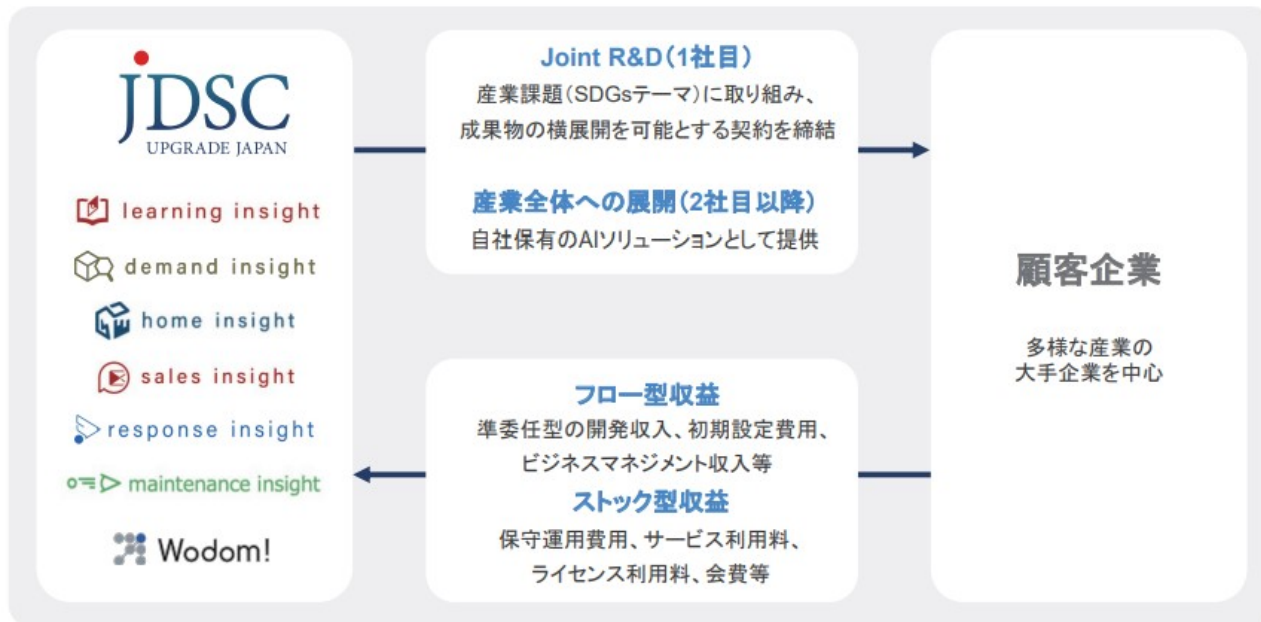 JDSC
UPGRADE JAPAN
learning insight
demand insight
home insight
sales insight
response insight
maintenance insight
Wodom!
Joint R&D(1社目)
産業課題(SDGsテーマ)に取り組み、
成果物の横展開を可能とする契約を締結
産業全体への展開(2社目以降)
自社保有のAIソリューションとして提供
フロー型収益
準委任型の開発収入、初期設定費用、
ビジネスマネジメント収入等
ストック型収益
保守運用費用、サービス利用料、
ライセンス利用料、会費等
顧客企業
多様な産業の
大手企業を中心